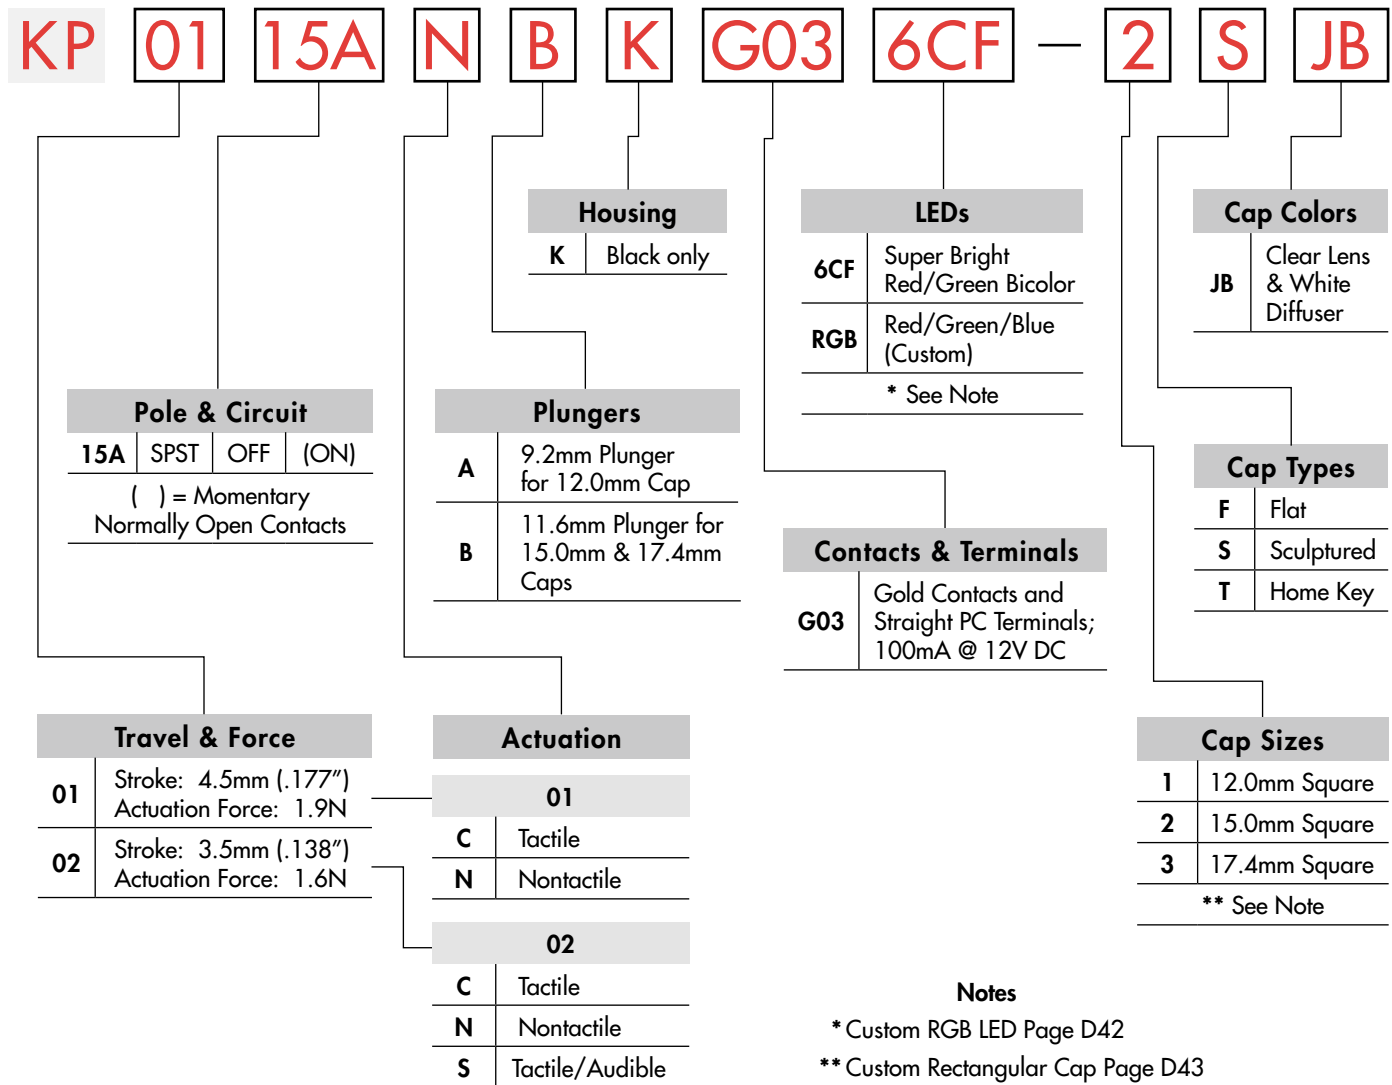 KP 01 15A N B K G03 6CF — 2 S JB
Housing
K Black only
LEDs
6CF Super Bright
Red/Green Bicolor
RGB Red/Green/Blue
(Custom)
* See Note
Cap Colors
JB Clear Lens
& White
Diffuser
Pole & Circuit
15A SPST OFF (ON)
( ) = Momentary
Normally Open Contacts
Plungers
A 9.2mm Plunger
for 12.0mm Cap
B 11.6mm Plunger for
15.0mm & 17.4mm
Caps
Cap Types
F Flat
S Sculptured
T Home Key
Contacts & Terminals
G03 Gold Contacts and
Straight PC Terminals;
100mA @ 12V DC
Travel & Force
01 Stroke: 4.5mm (.177″)
Actuation Force: 1.9N
02 Stroke: 3.5mm (.138″)
Actuation Force: 1.6N
Actuation
01
C Tactile
N Nontactile
02
C Tactile
N Nontactile
S Tactile/Audible
Cap Sizes
1 12.0mm Square
2 15.0mm Square
3 17.4mm Square
** See Note
Notes
* Custom RGB LED Page D42
** Custom Rectangular Cap Page D43